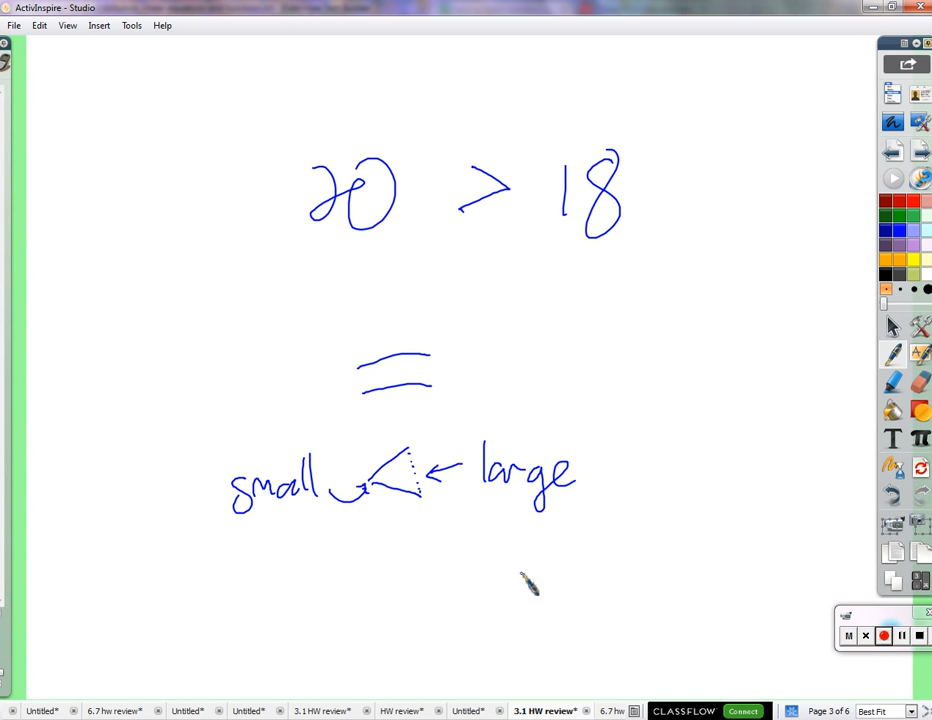 ActivInspire - Studio
File Edit View Insert Tools Help
20 > 18
=
small < ← large
M
Untitled* Untitled* 6.7 hw review* Untitled* Untitled* 3.1 HW review* HW review* Untitled* 3.1 HW review* 6.7 hw CLASSFLOW Connect Page 3 of 6 Best Fit